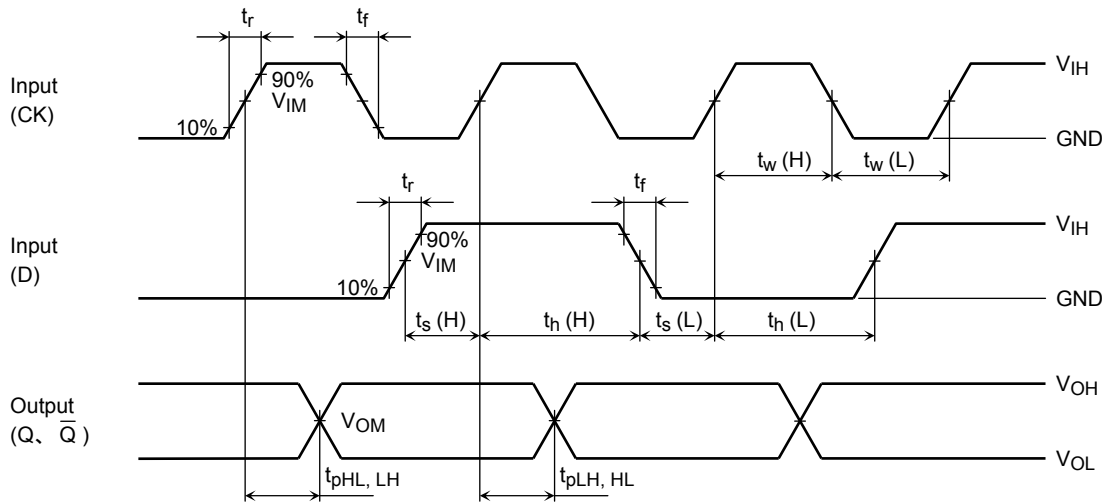 tr
tf
Input
(CK)
90%
VIM
10%
VIH
GND
tw (H)
tw (L)
tr
tf
Input
(D)
90%
VIM
10%
VIH
GND
ts (H)
th (H)
ts (L)
th (L)
Output
(Q、 Q̅ )
VOM
VOH
VOL
tpHL, LH
tpLH, HL